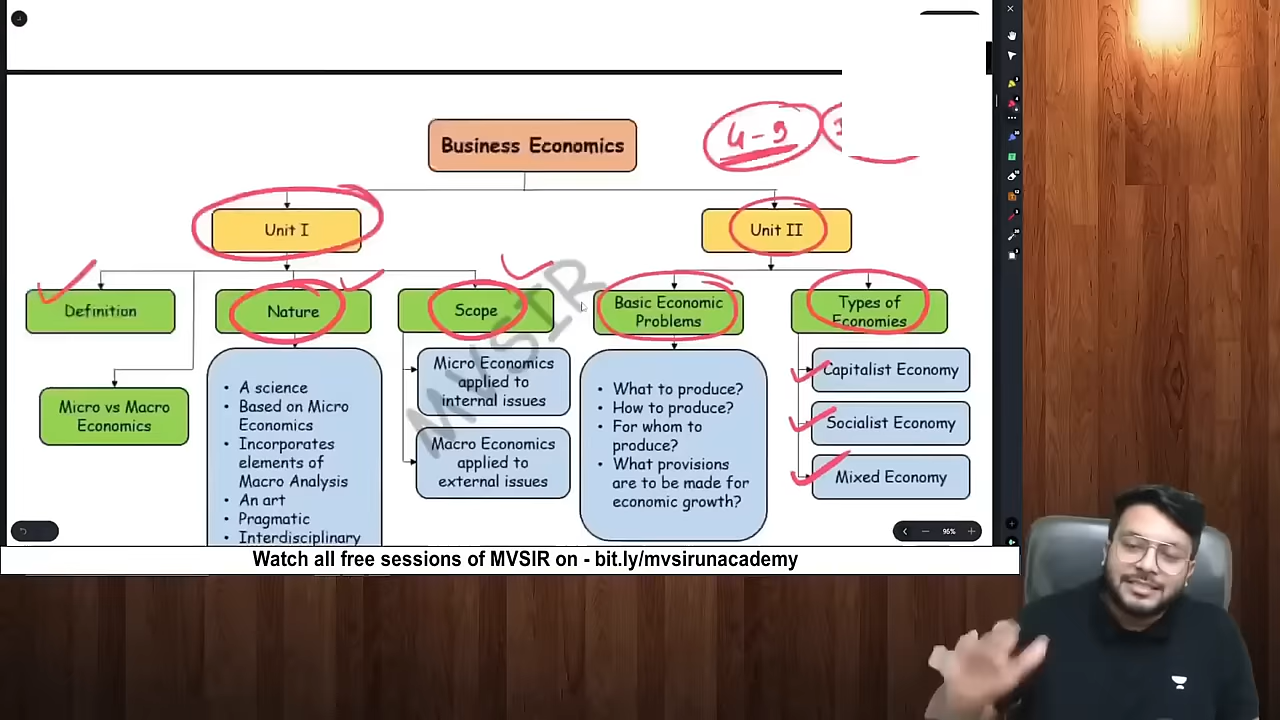 Business Economics
4-9
Unit I
Unit II
Definition
Nature
Scope
Basic Economic
Problems
Types of
Economies
Micro vs Macro
Economics
• A science
• Based on Micro
Economics
• Incorporates
elements of
Macro Analysis
• An art
• Pragmatic
• Interdisciplinary
Micro Economics
applied to
internal issues
Macro Economics
applied to
external issues
• What to produce?
• How to produce?
• For whom to
produce?
• What provisions
are to be made for
economic growth?
Capitalist Economy
Socialist Economy
Mixed Economy
MVSIR
96%
Watch all free sessions of MVSIR on - bit.ly/mvsirunacademy